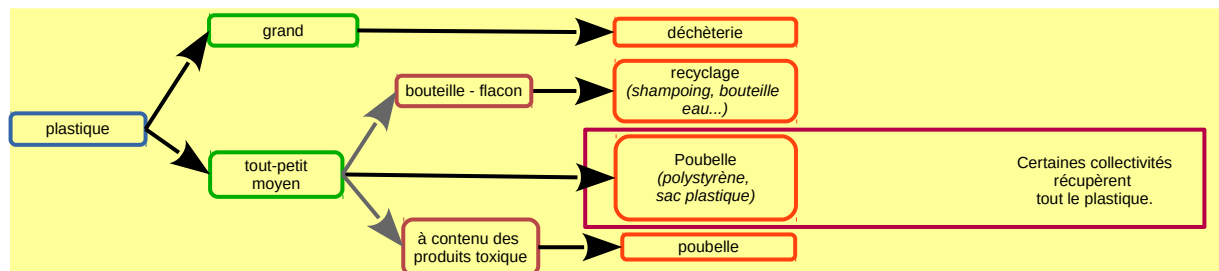 grand
déchèterie
bouteille - flacon
recyclage
(shampoing, bouteille
eau...)
plastique
tout-petit
moyen
Poubelle
(polystyrène,
sac plastique)
Certaines collectivités
récupèrent
tout le plastique.
à contenu des
produits toxique
poubelle